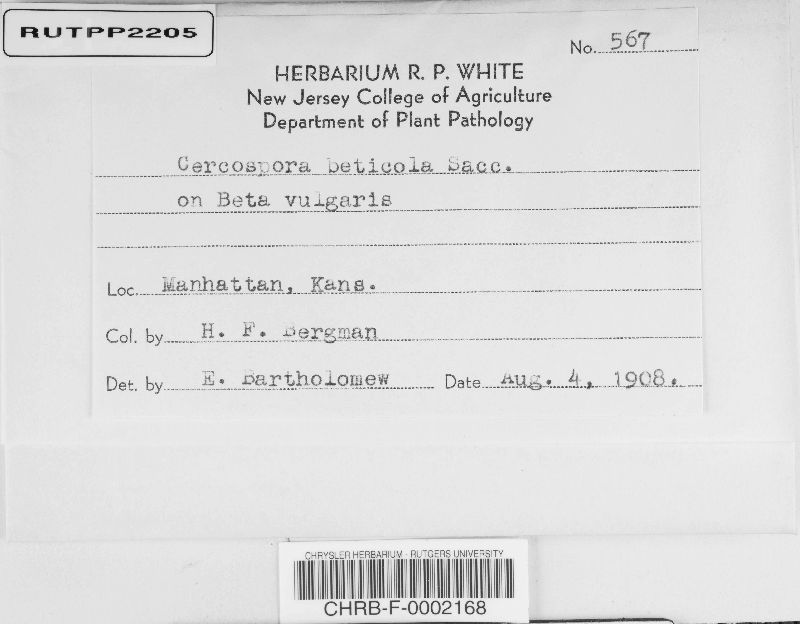 RUTPP2205
No. 567
HERBARIUM R. P. WHITE
New Jersey College of Agriculture
Department of Plant Pathology
Cercospora beticola Sacc.
on Beta vulgaris
Loc. Manhattan, Kans.
Col. by H. F. Bergman
Det. by E. Bartholomew Date Aug. 4, 1908.
CHRYSLER HERBARIUM - RUTGERS UNIVERSITY
CHRB-F-0002168